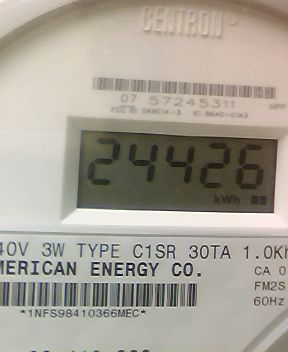 CENTRON®
07 57245311
24426
kWh
40V 3W TYPE C1SR 30TA 1.0Kh
MERICAN ENERGY CO.
CA 0
FM2S
60Hz
*1NFS98410366MEC*